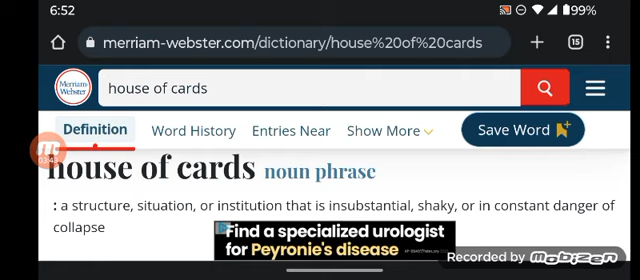 6:52
99%
merriam-webster.com/dictionary/house%20of%20cards
15
Merriam-Webster
house of cards
Definition
Word History
Entries Near
Show More
Save Word
03:43
house of cards noun phrase
: a structure, situation, or institution that is insubstantial, shaky, or in constant danger of
collapse
Find a specialized urologist
for Peyronie's disease
Recorded by Mobizen